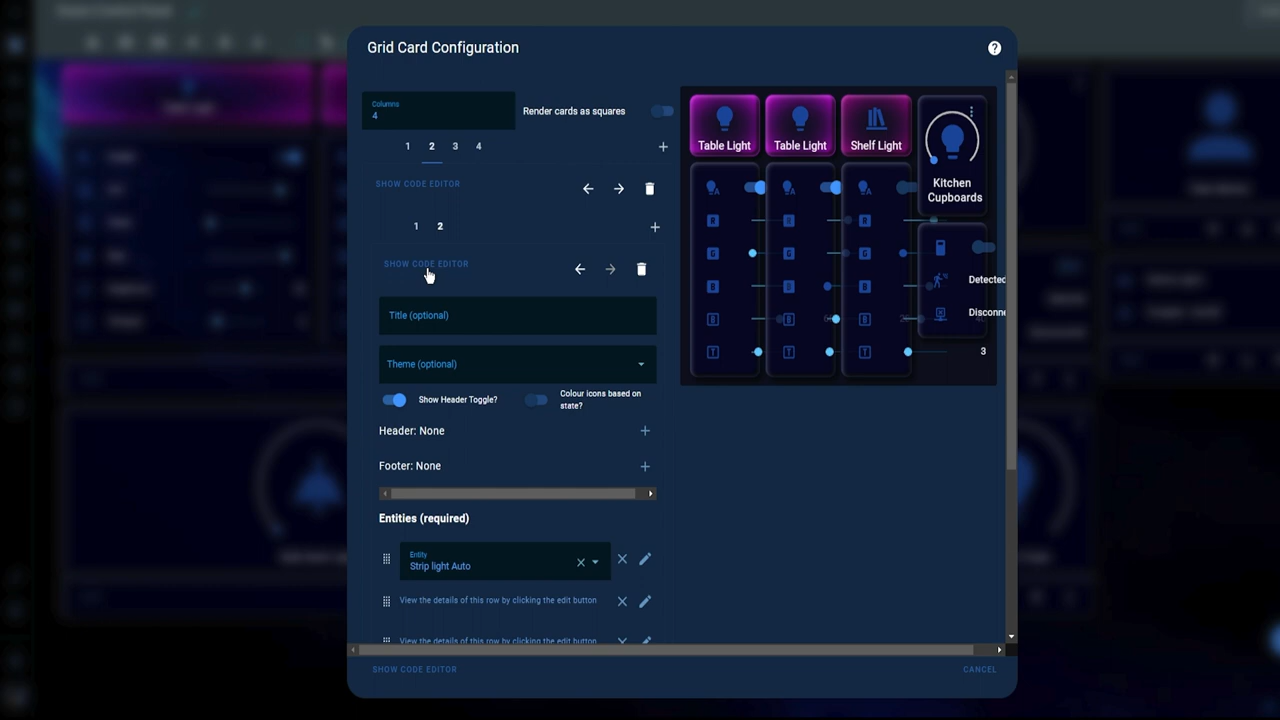 Grid Card Configuration
?
Columns
4
Render cards as squares
1 2 3 4
SHOW CODE EDITOR
1 2
SHOW CODE EDITOR
Title (optional)
Theme (optional)
Show Header Toggle?
Colour icons based on
state?
Header: None
Footer: None
Entities (required)
Entity
Strip light Auto
View the details of this row by clicking the edit button
View the details of this row by clicking the edit button
SHOW CODE EDITOR
CANCEL
Table Light
Table Light
Shelf Light
Kitchen
Cupboards
A A A
R R
G G G
Detected
Disconne
B B B
T T T
3